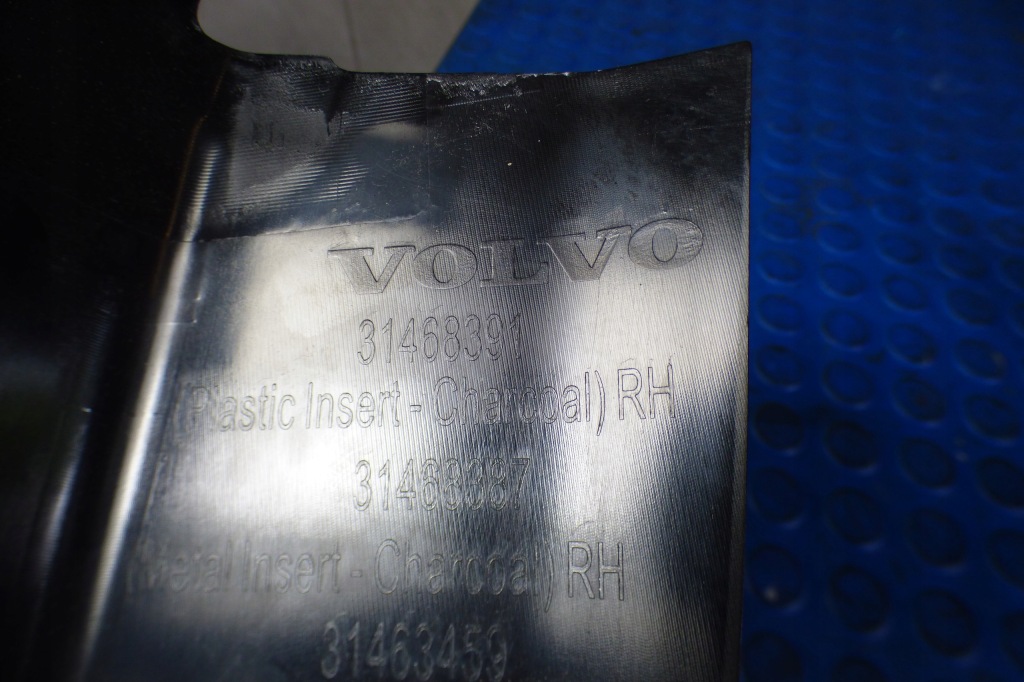 VOLVO
31468391
(Plastic Insert - Charcoal) RH
31468387
(Metal Insert - Charcoal) RH
31463459